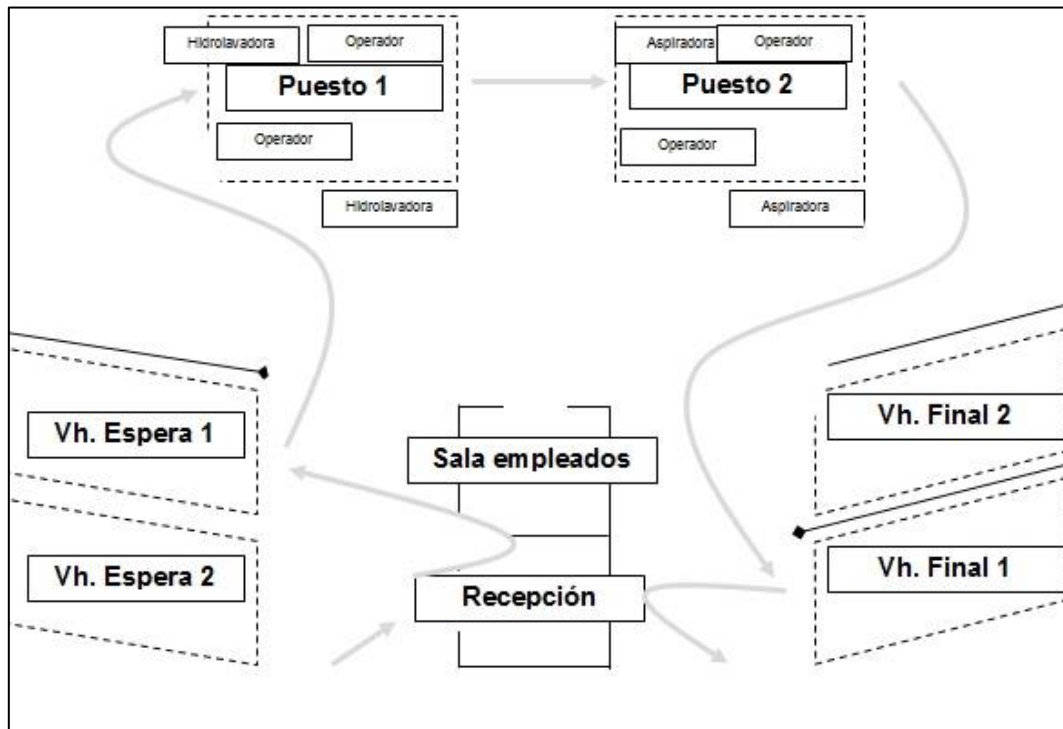 Hidrolavadora
Operador
Puesto 1
Operador
Hidrolavadora
Aspiradora
Operador
Puesto 2
Operador
Aspiradora
Vh. Espera 1
Vh. Espera 2
Sala empleados
Recepción
Vh. Final 2
Vh. Final 1